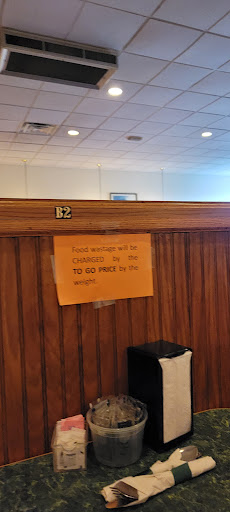 B2
Food wastage will be
CHARGED by the
TO GO PRICE by the
weight.